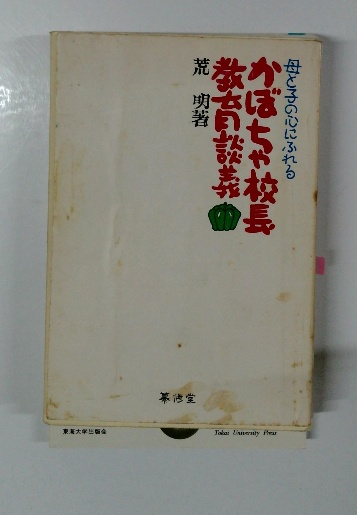 母と子の心にふれる
かぼちゃ校長
教育談義
荒 明著
東海大学出版会
Tokai University Press